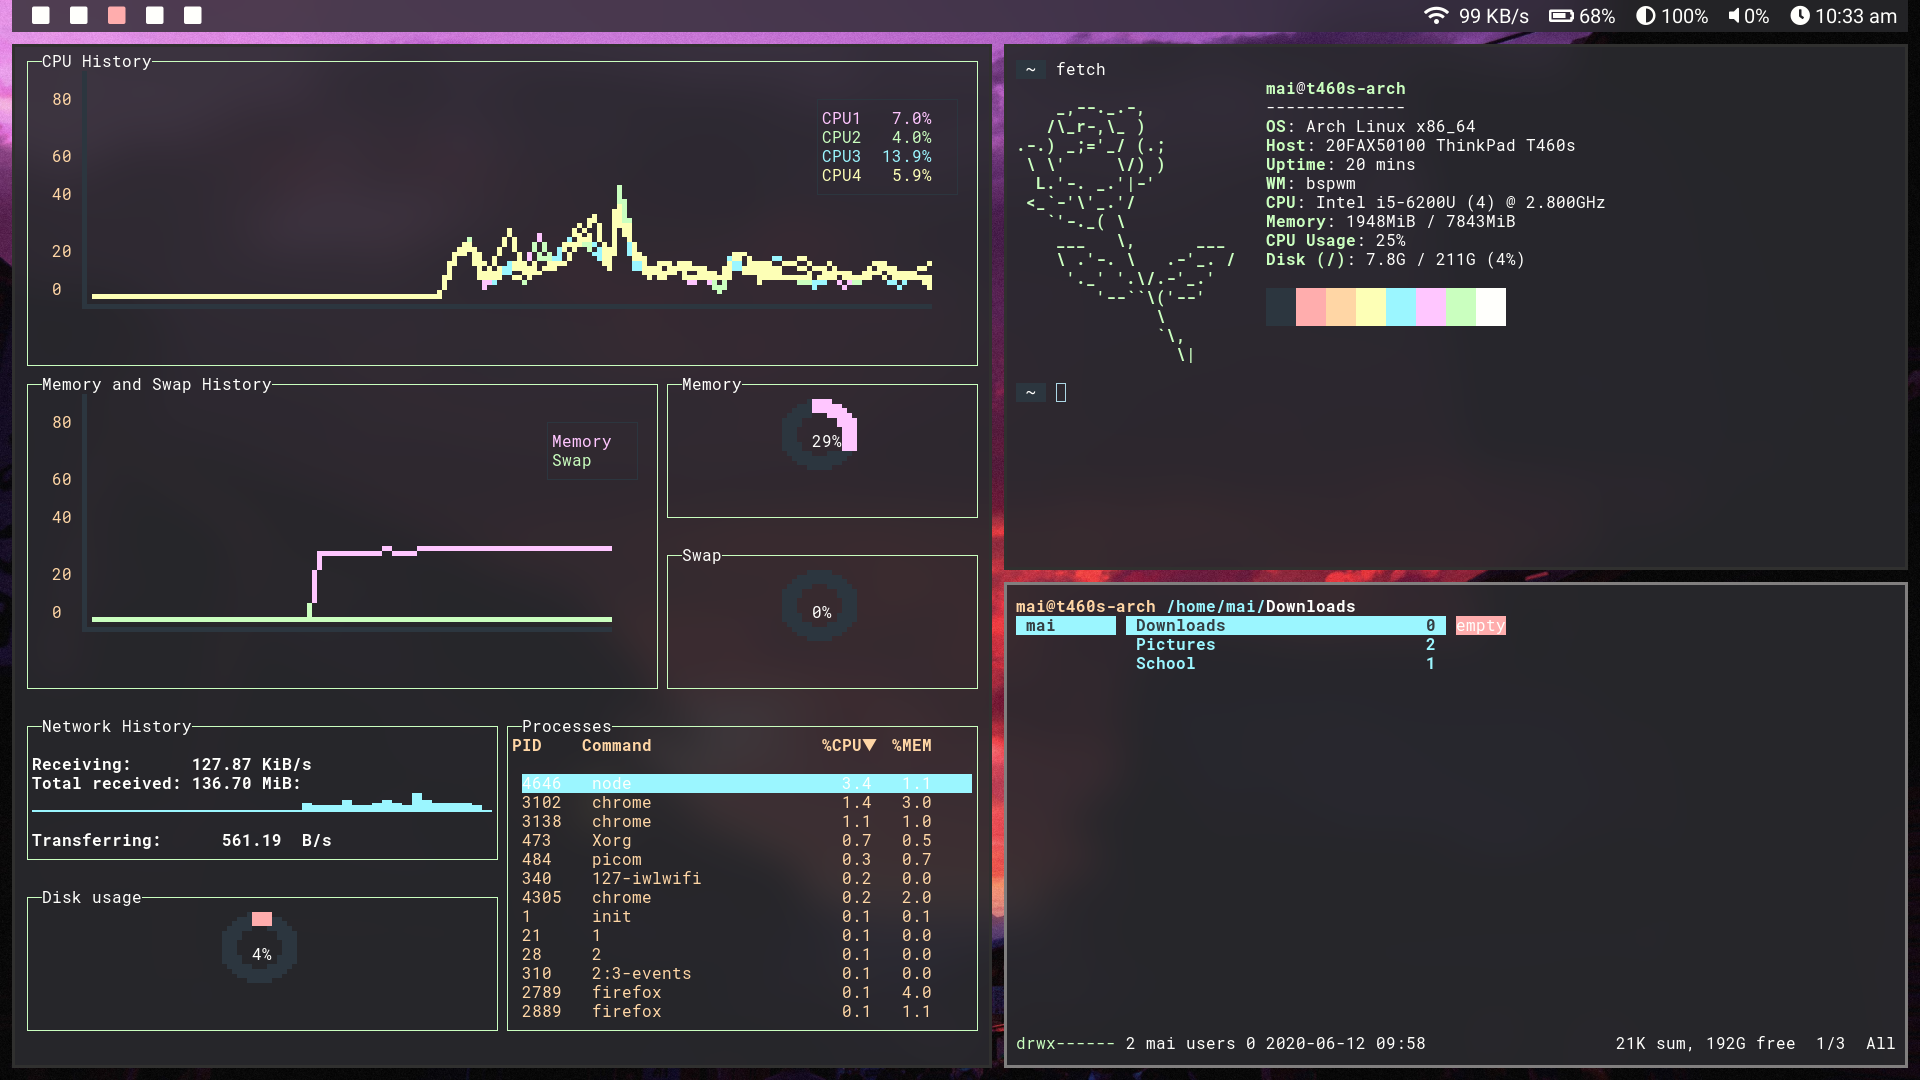 99 KB/s 68% 100% 0% 10:33 am
CPU History
80
60
40
20
0
CPU1 7.0%
CPU2 4.0%
CPU3 13.9%
CPU4 5.9%
Memory and Swap History
80
60
40
20
0
Memory
Swap
Memory
29%
Swap
0%
Network History
Receiving: 127.87 KiB/s
Total received: 136.70 MiB:
Transferring: 561.19 B/s
Disk usage
4%
Processes
PID Command %CPU▼ %MEM
4646 node 3.4 1.1
3102 chrome 1.4 3.0
3138 chrome 1.1 1.0
473 Xorg 0.7 0.5
484 picom 0.3 0.7
340 127-iwlwifi 0.2 0.0
4305 chrome 0.2 2.0
1 init 0.1 0.1
21 1 0.1 0.0
28 2 0.1 0.0
310 2:3-events 0.1 0.0
2789 firefox 0.1 4.0
2889 firefox 0.1 1.1
~ fetch
mai@t460s-arch
--------------
OS: Arch Linux x86_64
Host: 20FAX50100 ThinkPad T460s
Uptime: 20 mins
WM: bspwm
CPU: Intel i5-6200U (4) @ 2.800GHz
Memory: 1948MiB / 7843MiB
CPU Usage: 25%
Disk (/): 7.8G / 211G (4%)
~
mai@t460s-arch /home/mai/Downloads
mai Downloads 0 empty
Pictures 2
School 1
drwx------ 2 mai users 0 2020-06-12 09:58 21K sum, 192G free 1/3 All